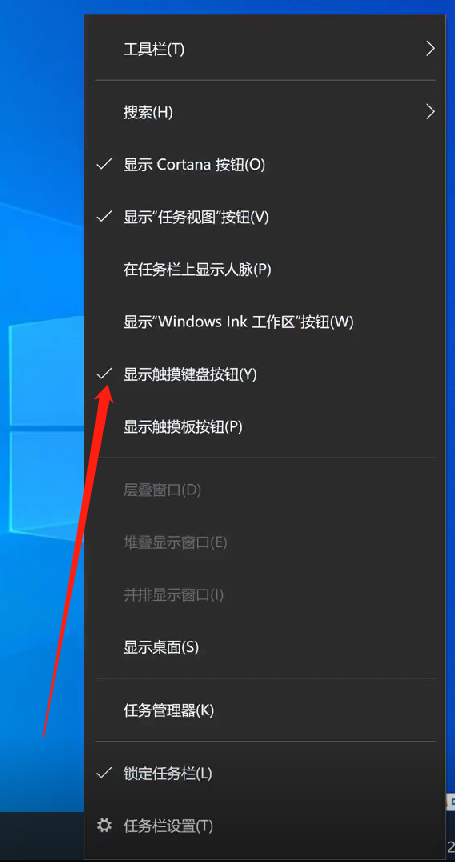 工具栏(T)
搜索(H)
显示 Cortana 按钮(O)
显示"任务视图"按钮(V)
在任务栏上显示人脉(P)
显示"Windows Ink 工作区"按钮(W)
显示触摸键盘按钮(Y)
显示触摸板按钮(P)
层叠窗口(D)
堆叠显示窗口(E)
并排显示窗口(I)
显示桌面(S)
任务管理器(K)
锁定任务栏(L)
任务栏设置(T)